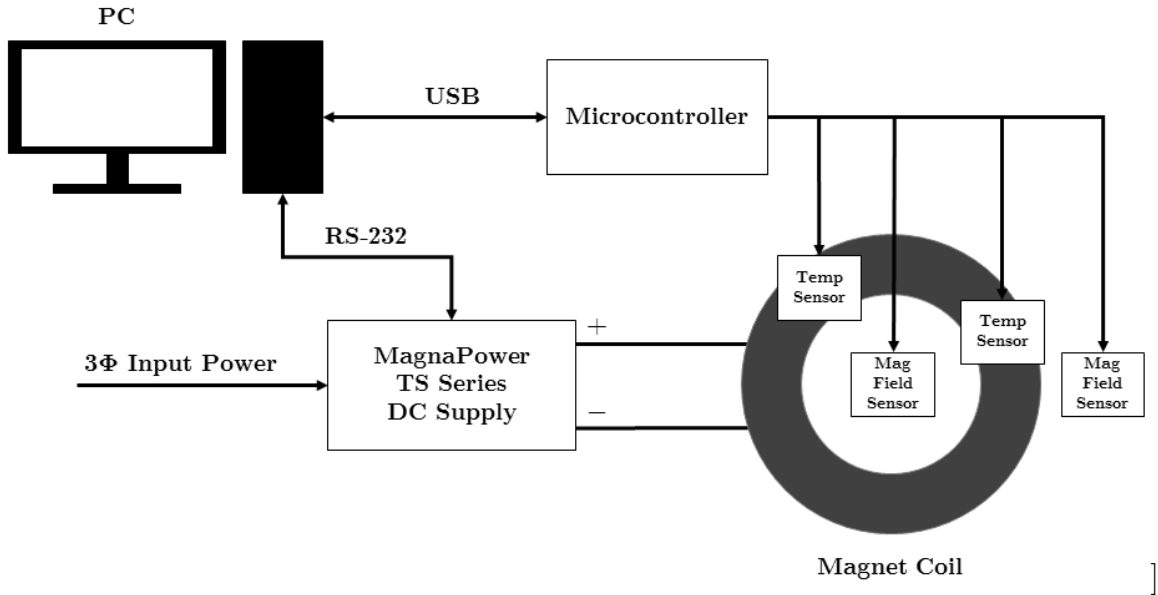 PC
USB
Microcontroller
RS-232
3Φ Input Power
MagnaPower
TS Series
DC Supply
+
−
Temp
Sensor
Temp
Sensor
Mag
Field
Sensor
Mag
Field
Sensor
Magnet Coil
]